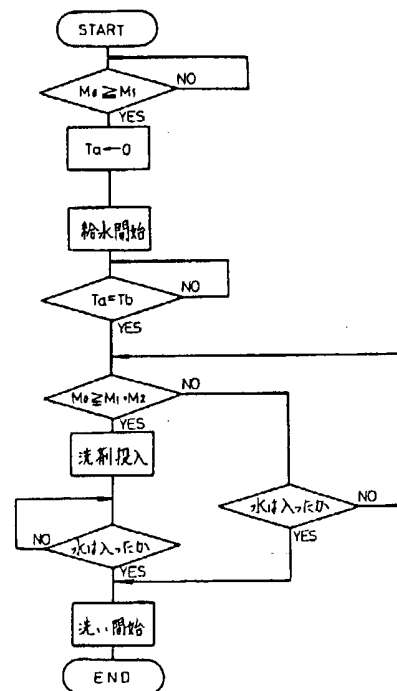 START
M₀ ≧ M₁
NO
YES
Ta←0
給水開始
Ta=Tb
NO
YES
M₀≧M₁+M₂
NO
YES
洗剤投入
水は入ったか
NO
YES
水は入ったか
NO
YES
洗い開始
END